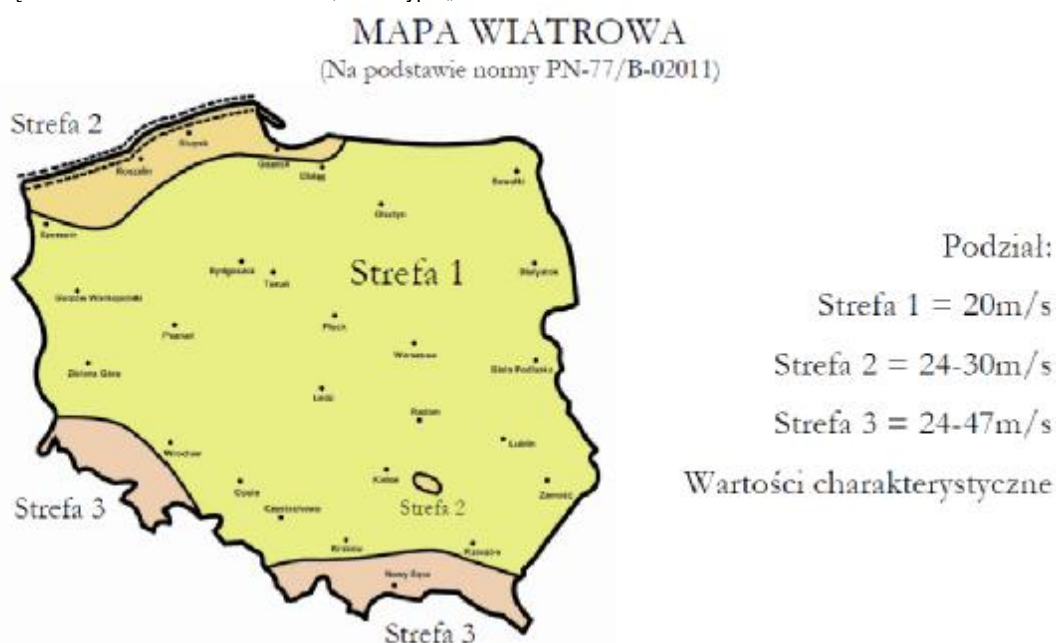 MAPA WIATROWA
(Na podstawie normy PN-77/B-02011)
Strefa 2
Słupsk
Koszalin
Gdańsk
Elbląg
Suwałki
Szczecin
Olsztyn
Strefa 1
Bydgoszcz
Toruń
Białystok
Gorzów Wielkopolski
Płock
Poznań
Warszawa
Zielona Góra
Biała Podlaska
Łódź
Radom
Wrocław
Lublin
Kielce
Opole
Zamość
Strefa 2
Częstochowa
Strefa 3
Kraków
Rzeszów
Nowy Sącz
Strefa 3
Podział:
Strefa 1 = 20m/s
Strefa 2 = 24-30m/s
Strefa 3 = 24-47m/s
Wartości charakterystyczne